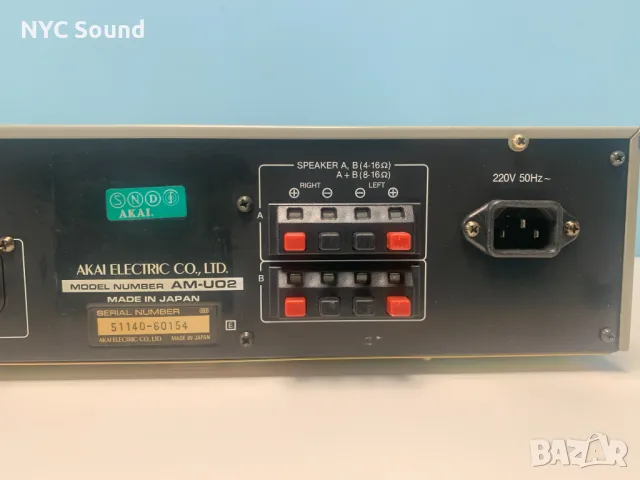 NYC Sound
SPEAKER A, B (4-16Ω)
A+B (8-16Ω)
RIGHT LEFT
⊕ ⊖ ⊖ ⊕
A
B
220V 50Hz~
SND
AKAI
AKAI ELECTRIC CO., LTD.
MODEL NUMBER AM-U02
MADE IN JAPAN
SERIAL NUMBER
51140-60154
AKAI ELECTRIC CO., LTD. MADE IN JAPAN
E
BAZAR